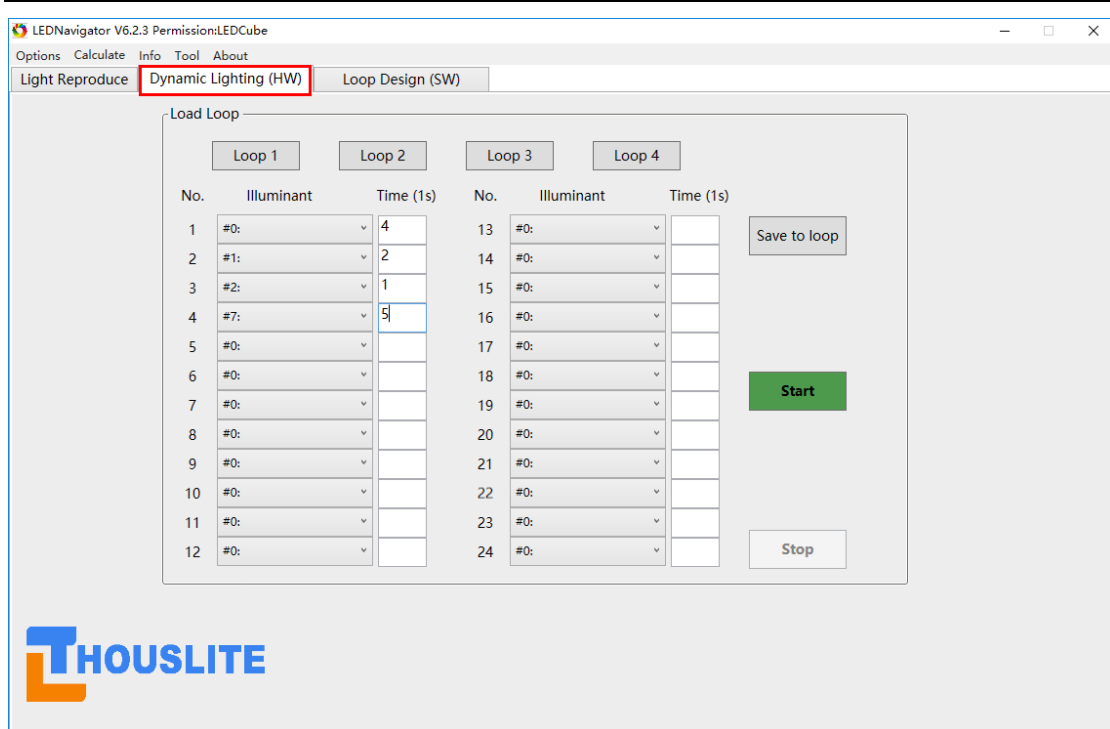 LEDNavigator V6.2.3 Permission:LEDCube
Options Calculate Info Tool About
Light Reproduce Dynamic Lighting (HW) Loop Design (SW)
Load Loop
Loop 1 Loop 2 Loop 3 Loop 4
No. Illuminant Time (1s) No. Illuminant Time (1s)
1 #0: 4 13 #0:
Save to loop
2 #1: 2 14 #0:
3 #2: 1 15 #0:
4 #7: 5 16 #0:
5 #0: 17 #0:
6 #0: 18 #0:
Start
7 #0: 19 #0:
8 #0: 20 #0:
9 #0: 21 #0:
10 #0: 22 #0:
11 #0: 23 #0:
12 #0: 24 #0:
Stop
THOUSLITE